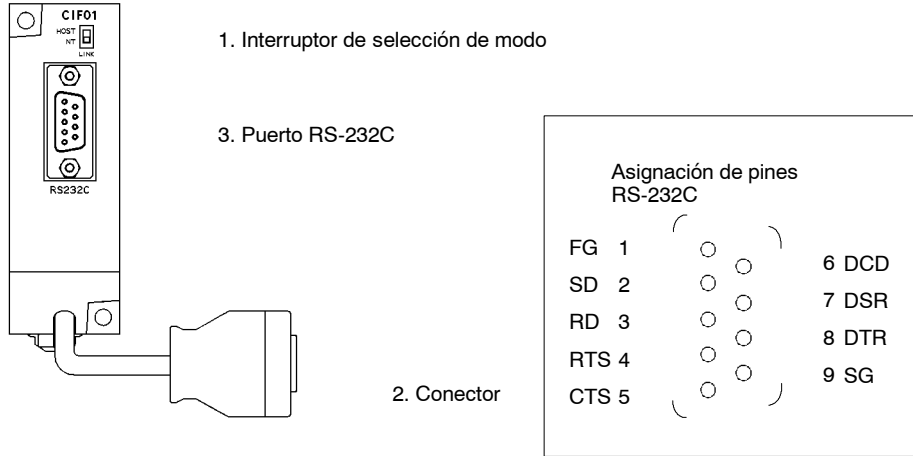 CIF01
HOST
NT
LINK
RS232C
1. Interruptor de selección de modo
3. Puerto RS-232C
2. Conector
Asignación de pines
RS-232C
FG 1
SD 2
RD 3
RTS 4
CTS 5
6 DCD
7 DSR
8 DTR
9 SG